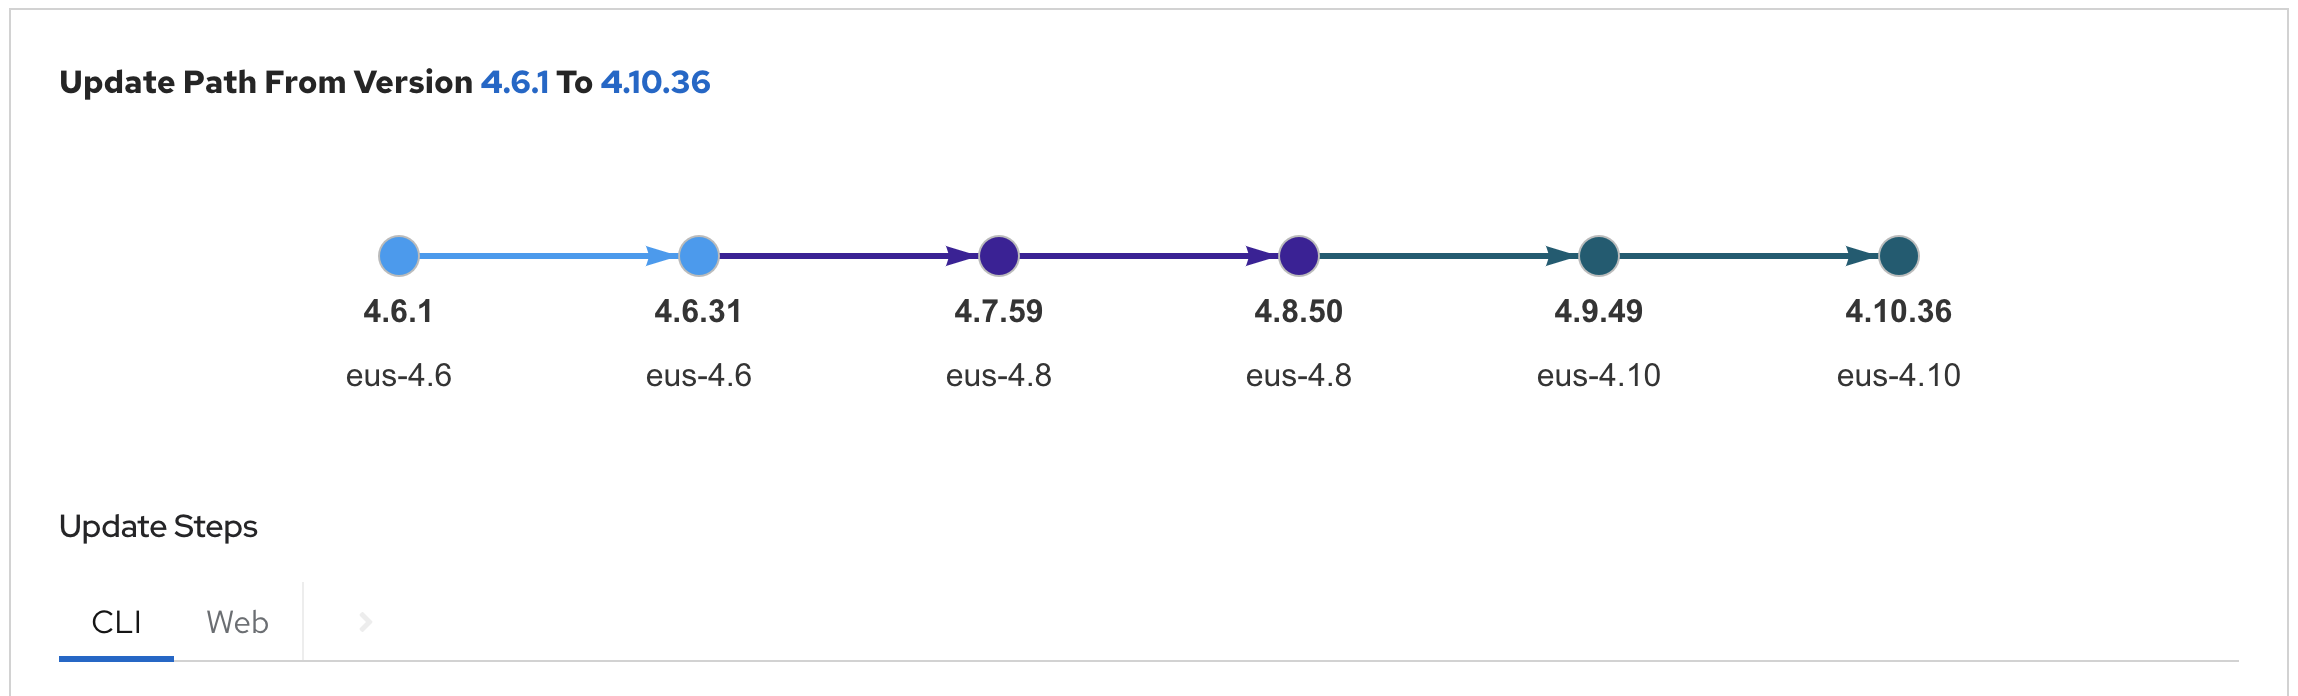 Update Path From Version 4.6.1 To 4.10.36
4.6.1 4.6.31 4.7.59 4.8.50 4.9.49 4.10.36
eus-4.6 eus-4.6 eus-4.8 eus-4.8 eus-4.10 eus-4.10
Update Steps
CLI Web